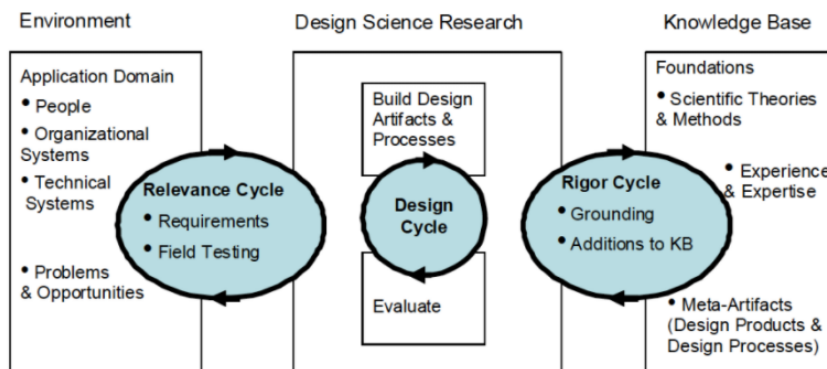 Environment
Design Science Research
Knowledge Base
Application Domain
• People
• Organizational
Systems
• Technical
Systems
• Problems
& Opportunities
Relevance Cycle
• Requirements
• Field Testing
Build Design
Artifacts &
Processes
Design
Cycle
Evaluate
Rigor Cycle
• Grounding
• Additions to KB
Foundations
• Scientific Theories
& Methods
• Experience
& Expertise
• Meta-Artifacts
(Design Products &
Design Processes)